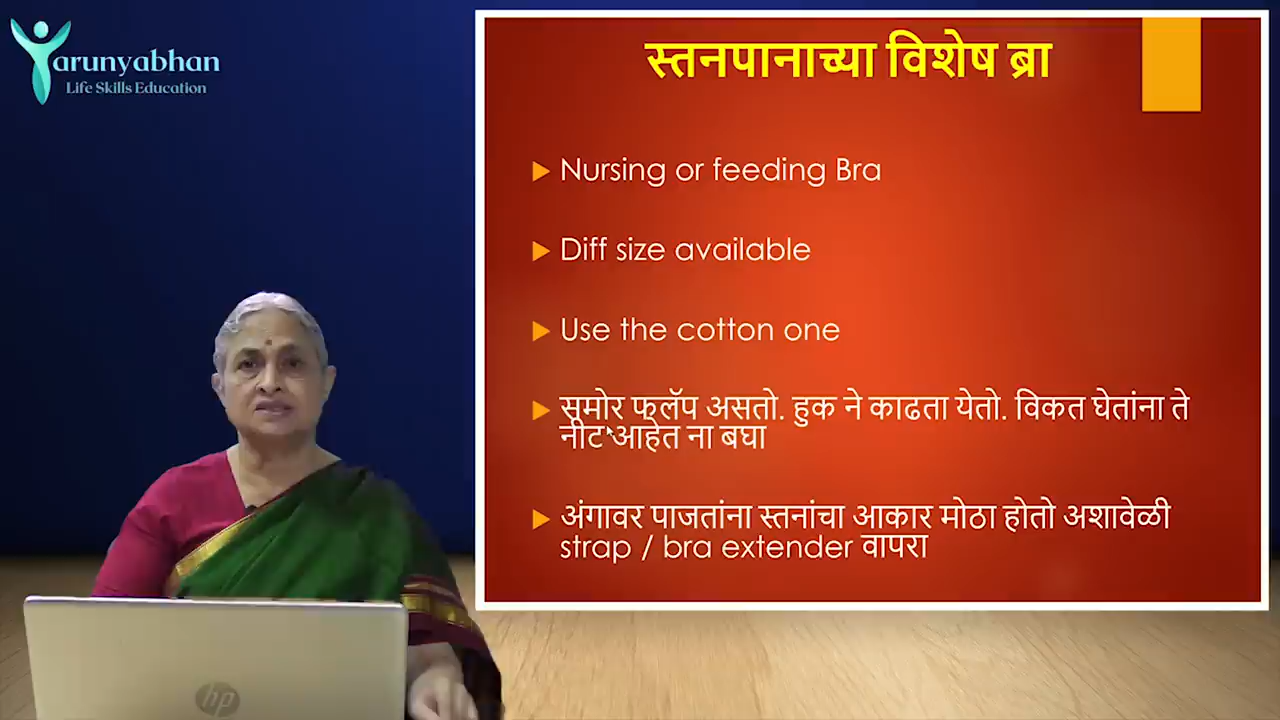 arunyabhan
Life Skills Education
स्तनपानाच्या विशेष ब्रा
Nursing or feeding Bra
Diff size available
Use the cotton one
समोर फ्लॅप असतो. हुक ने काढता येतो. विकत घेतांना ते
नीट आहेत ना बघा
अंगावर पाजतांना स्तनांचा आकार मोठा होतो अशावेळी
strap / bra extender वापरा
hp